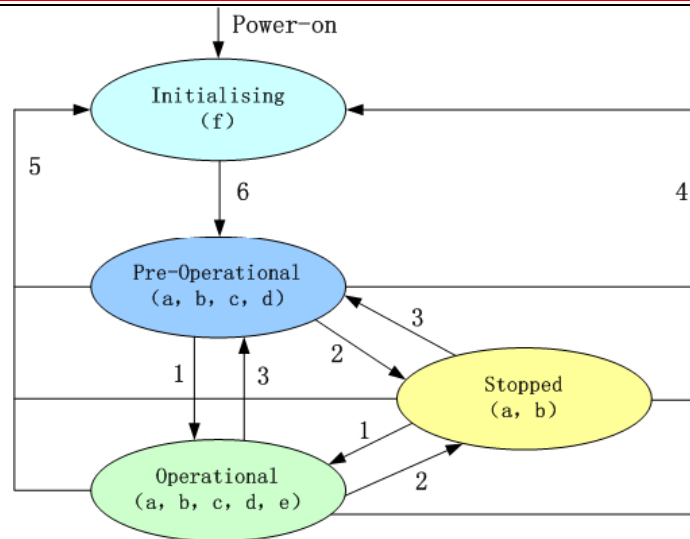 Power-on
Initialising
(f)
5
6
4
Pre-Operational
(a, b, c, d)
3
2
1
3
Stopped
(a, b)
1
Operational
(a, b, c, d, e)
2